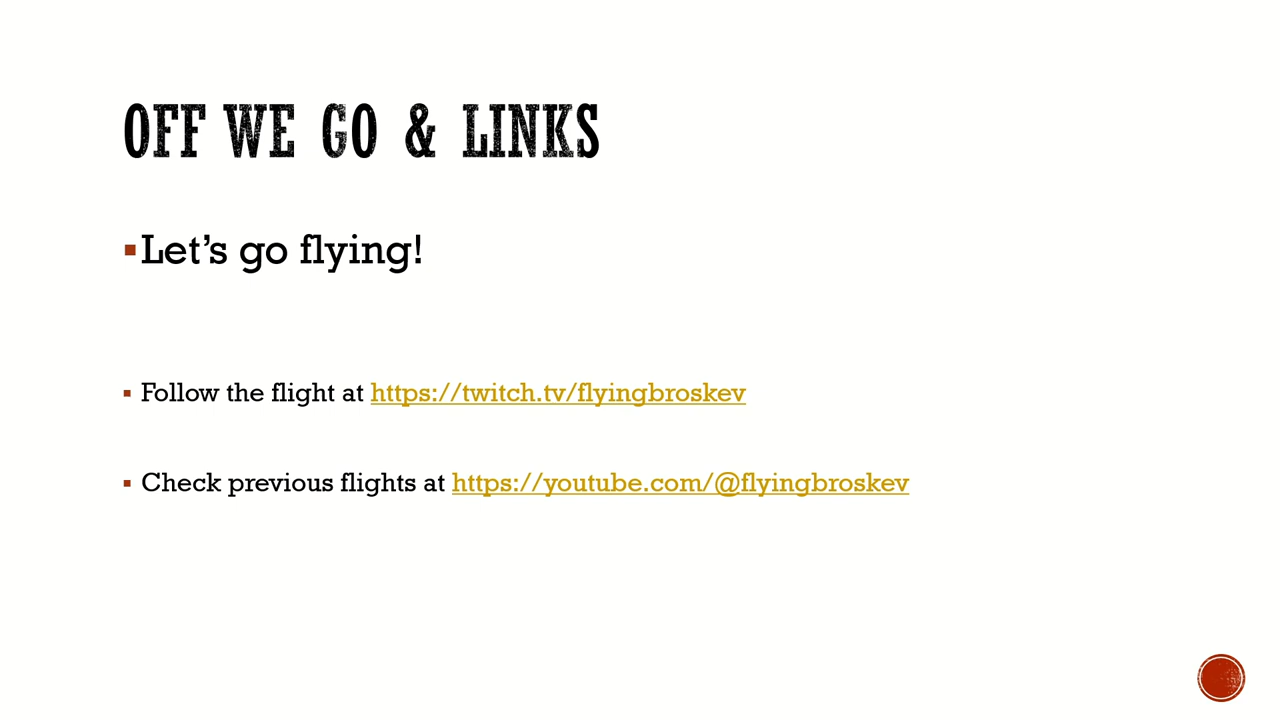 OFF WE GO & LINKS
Let’s go flying!
Follow the flight at https://twitch.tv/flyingbroskev
Check previous flights at https://youtube.com/@flyingbroskev